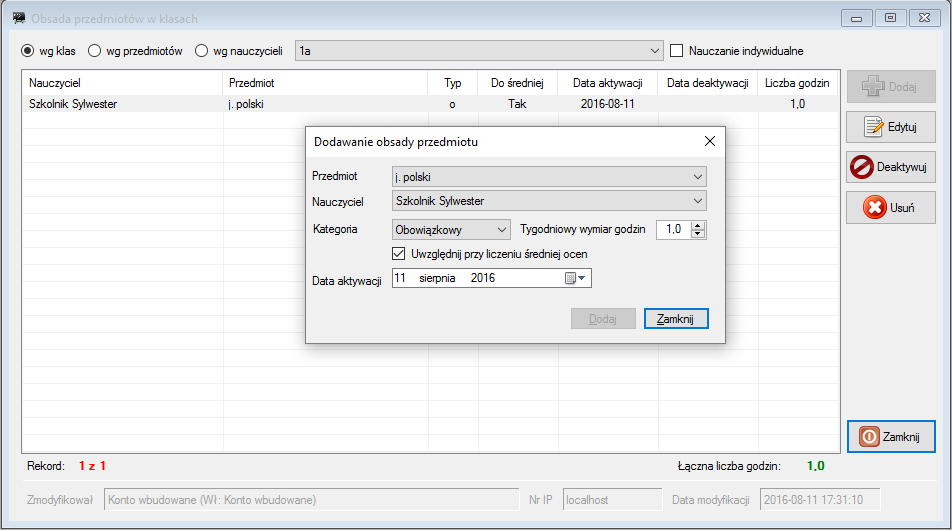 Obsada przedmiotów w klasach
wg klas wg przedmiotów wg nauczycieli 1a Nauczanie indywidualne
Nauczyciel Przedmiot Typ Do średniej Data aktywacji Data deaktywacji Liczba godzin
Szkolnik Sylwester j. polski o Tak 2016-08-11 1,0
Dodaj
Edytuj
Deaktywuj
Usuń
Dodawanie obsady przedmiotu
Przedmiot j. polski
Nauczyciel Szkolnik Sylwester
Kategoria Obowiązkowy Tygodniowy wymiar godzin 1,0
Uwzględnij przy liczeniu średniej ocen
Data aktywacji 11 sierpnia 2016
Dodaj Zamknij
Zamknij
Rekord: 1 z 1 Łączna liczba godzin: 1,0
Zmodyfikował Konto wbudowane (Wł: Konto wbudowane) Nr IP localhost Data modyfikacji 2016-08-11 17:31:10